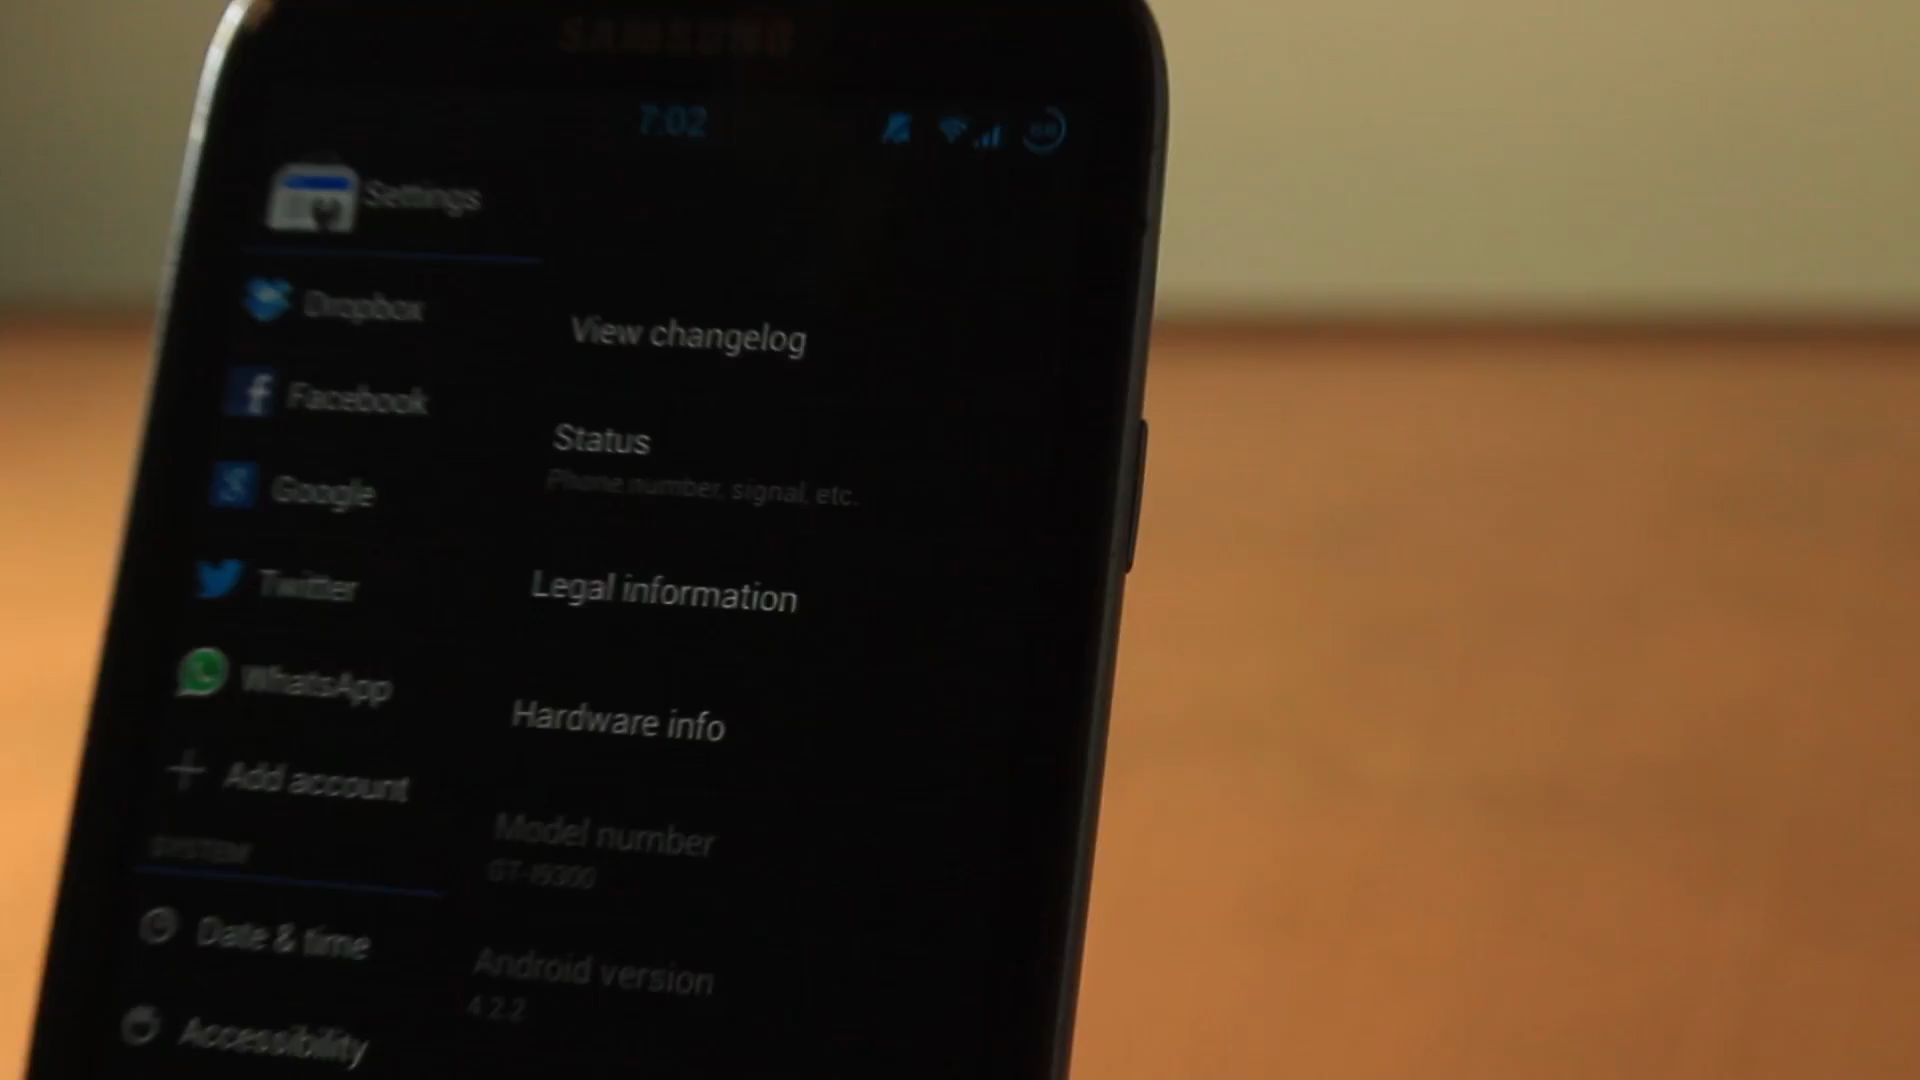 SAMSUNG
7:02
Settings
Dropbox
Facebook
Google
Twitter
WhatsApp
Add account
SYSTEM
Date & time
Accessibility
View changelog
Status
Phone number, signal, etc.
Legal information
Hardware info
Model number
GT-I9300
Android version
4.2.2